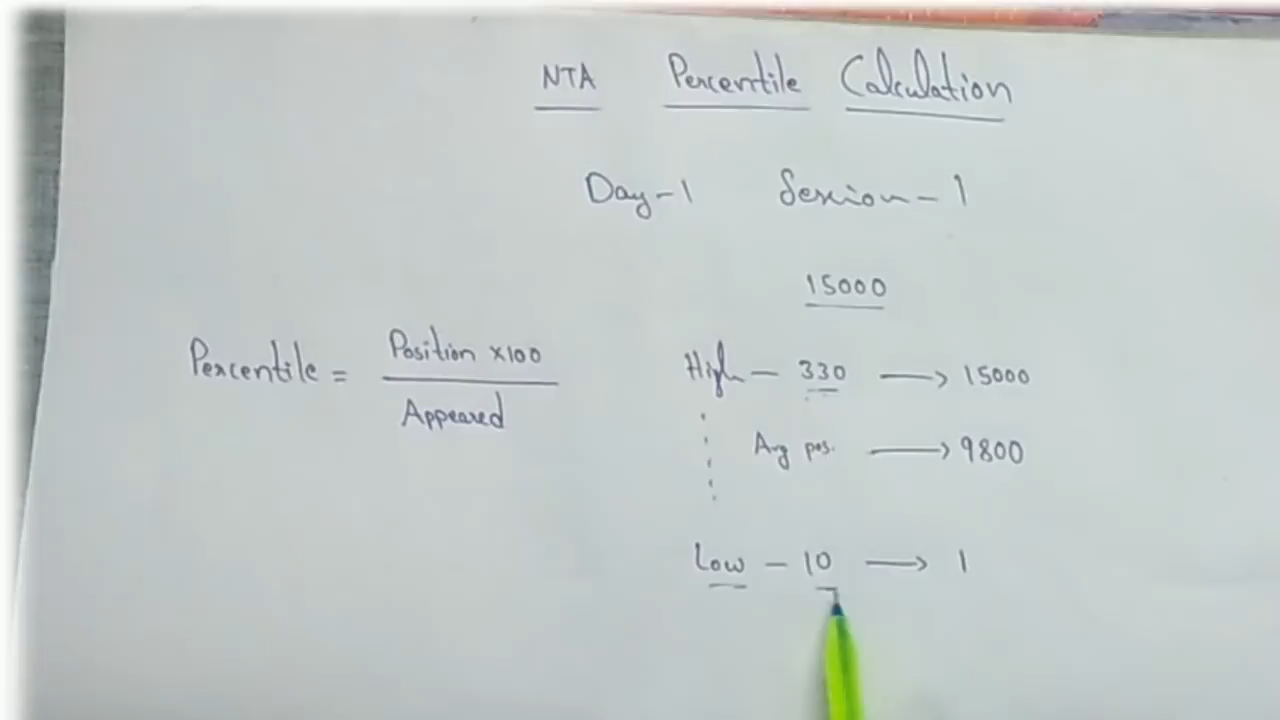 NTA Percentile Calculation
Day-1 Session-1
15000
Percentile = Position x100
Appeared
High - 330 → 15000
Avg pos. → 9800
Low - 10 → 1